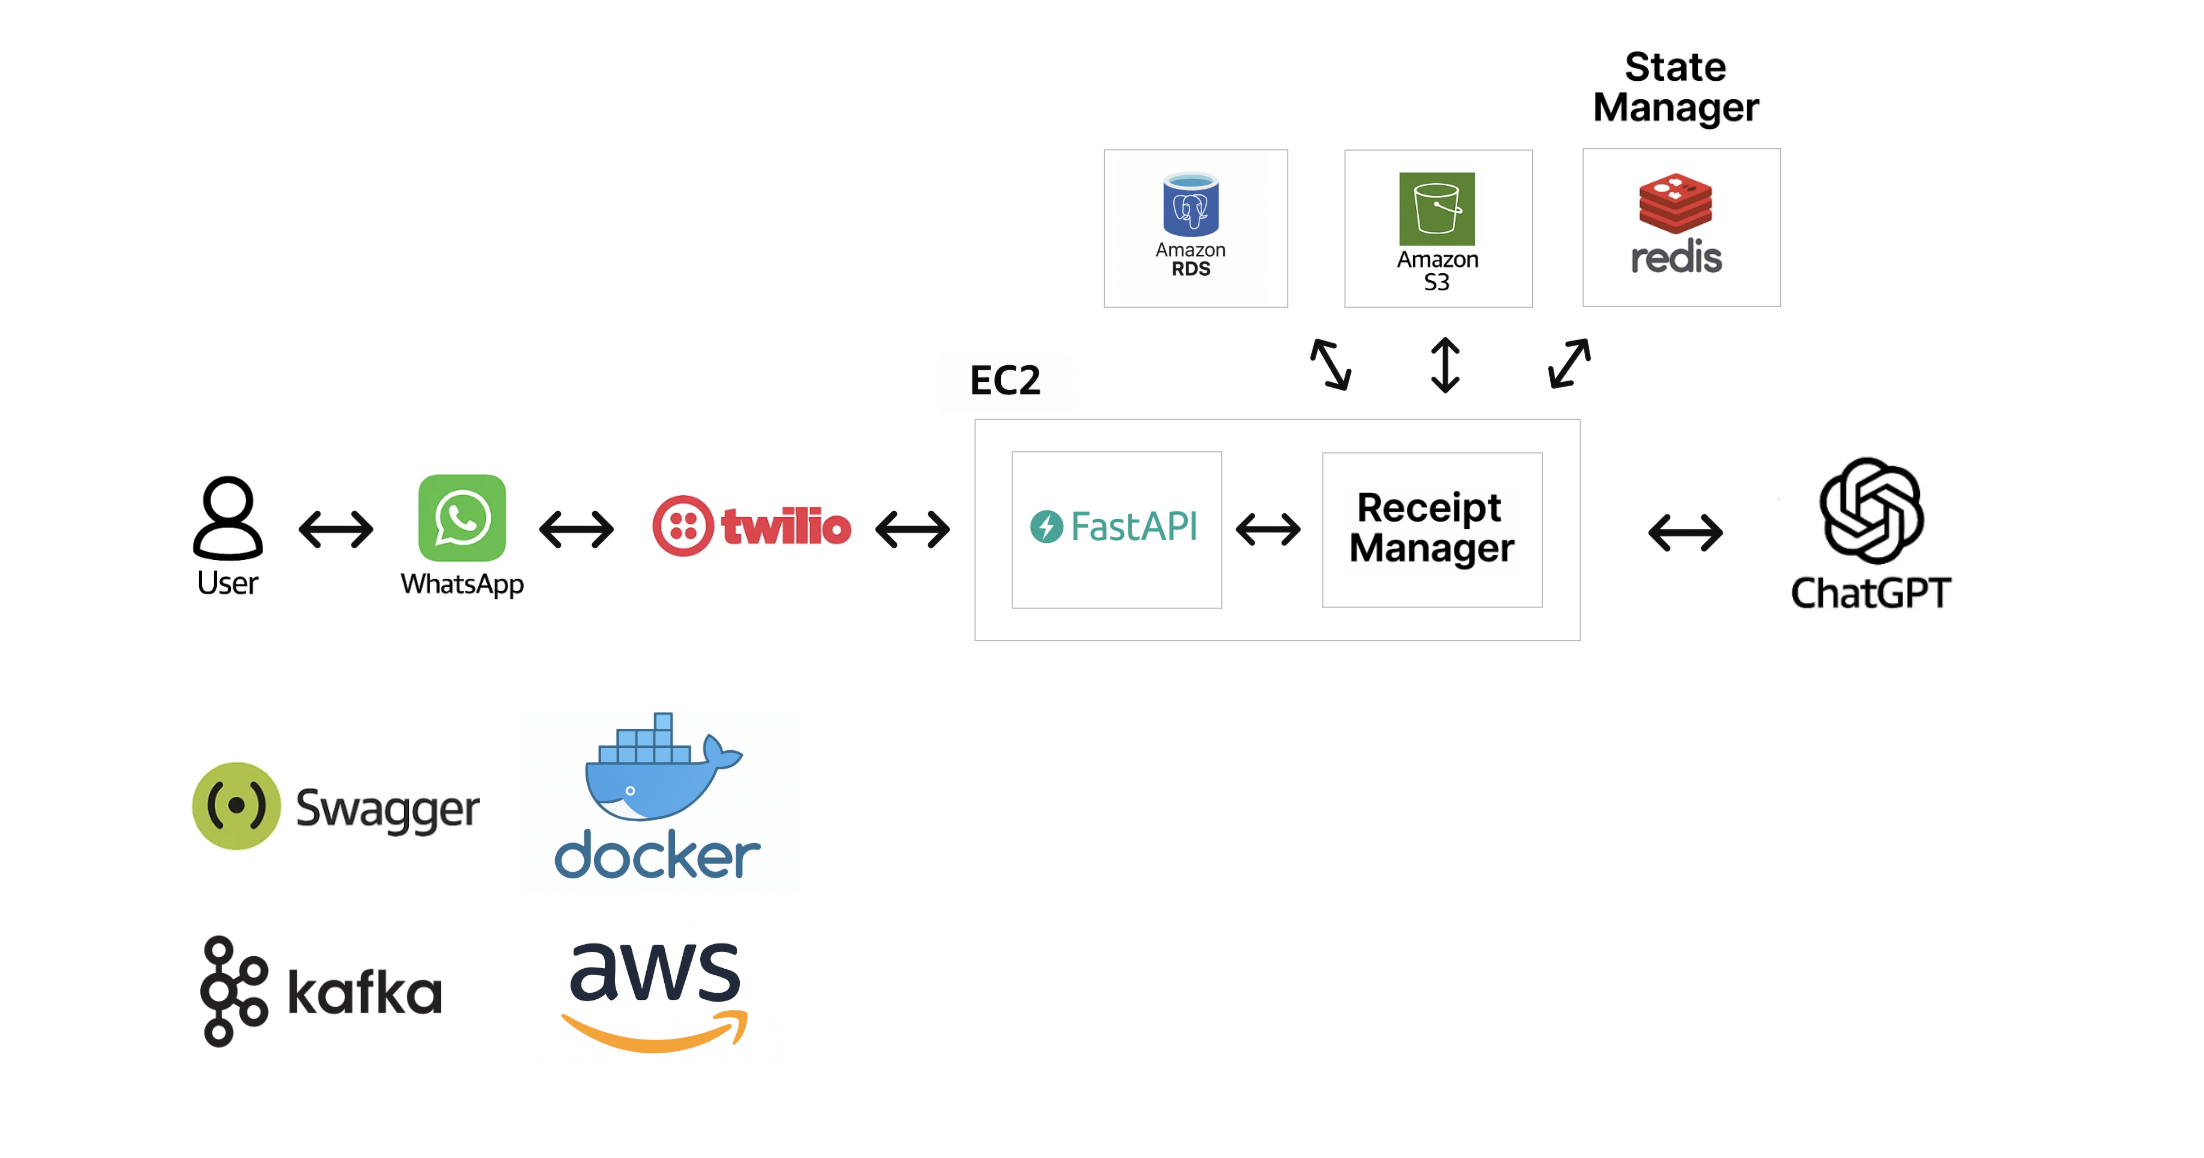 State
Manager
Amazon
RDS
Amazon
S3
redis
EC2
User
WhatsApp
twilio
FastAPI
Receipt
Manager
ChatGPT
Swagger
docker
kafka
aws